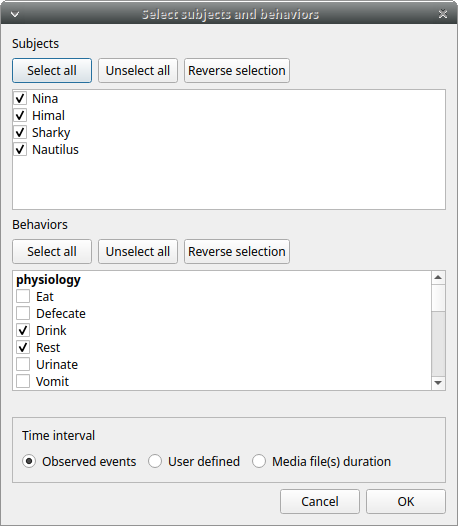 Select subjects and behaviors
Subjects
Select all Unselect all Reverse selection
Nina
Himal
Sharky
Nautilus
Behaviors
Select all Unselect all Reverse selection
physiology
Eat
Defecate
Drink
Rest
Urinate
Vomit
Time interval
Observed events User defined Media file(s) duration
Cancel OK